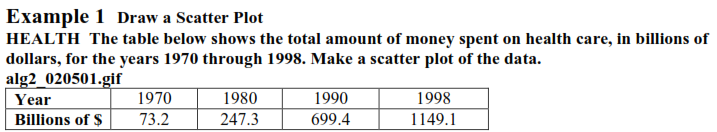 Example 1 Draw a Scatter Plot
HEALTH The table below shows the total amount of money spent on health care, in billions of
dollars, for the years 1970 through 1998. Make a scatter plot of the data.
alg2_020501.gif
Year 1970 1980 1990 1998
Billions of $ 73.2 247.3 699.4 1149.1